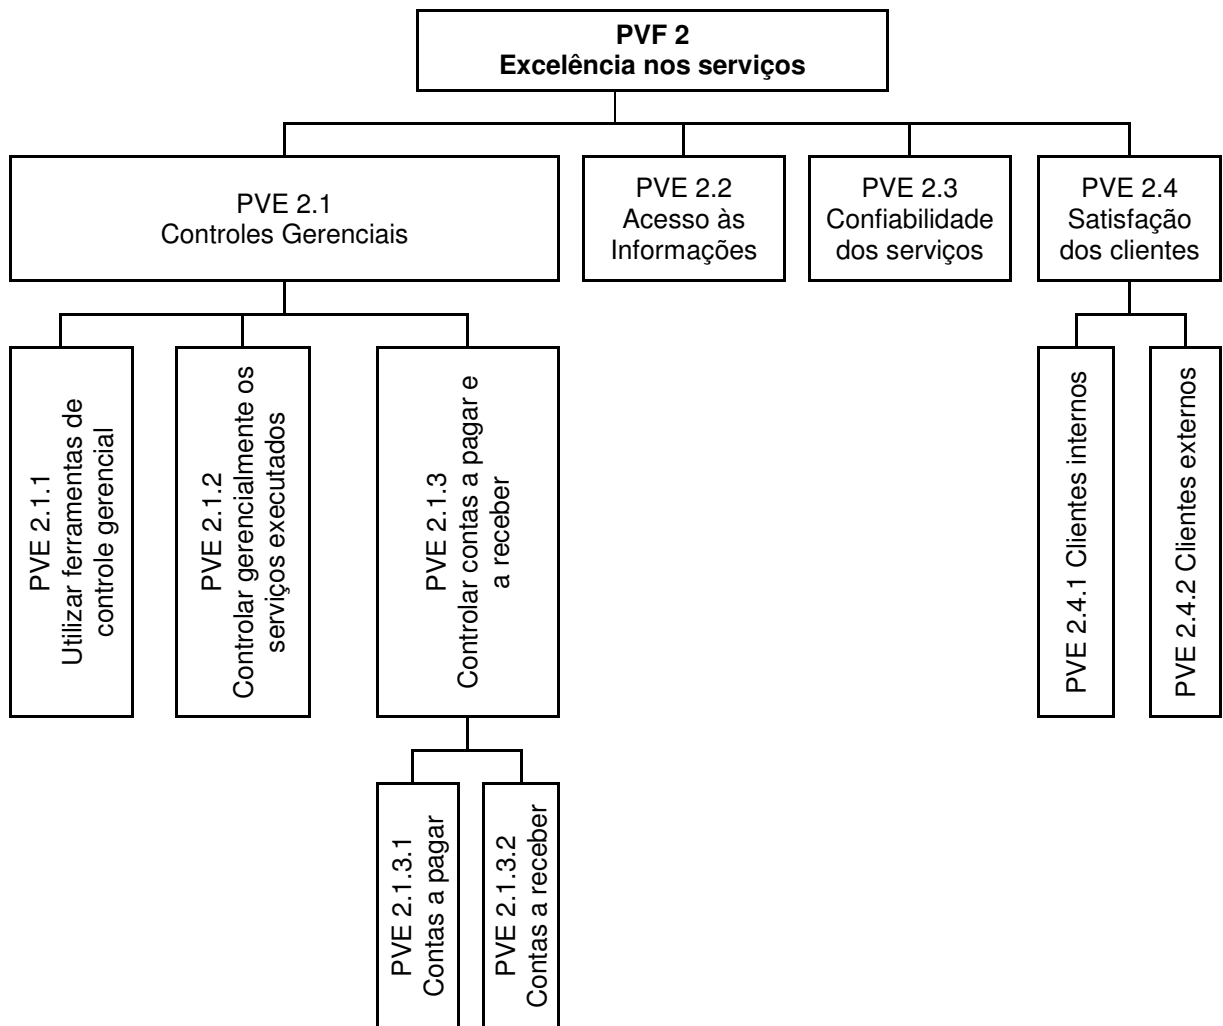 PVF 2
Excelência nos serviços
PVE 2.1
Controles Gerenciais
PVE 2.2
Acesso às
Informações
PVE 2.3
Confiabilidade
dos serviços
PVE 2.4
Satisfação
dos clientes
PVE 2.1.1
Utilizar ferramentas de
controle gerencial
PVE 2.1.2
Controlar gerencialmente os
serviços executados
PVE 2.1.3
Controlar contas a pagar e
a receber
PVE 2.4.1 Clientes internos
PVE 2.4.2 Clientes externos
PVE 2.1.3.1
Contas a pagar
PVE 2.1.3.2
Contas a receber